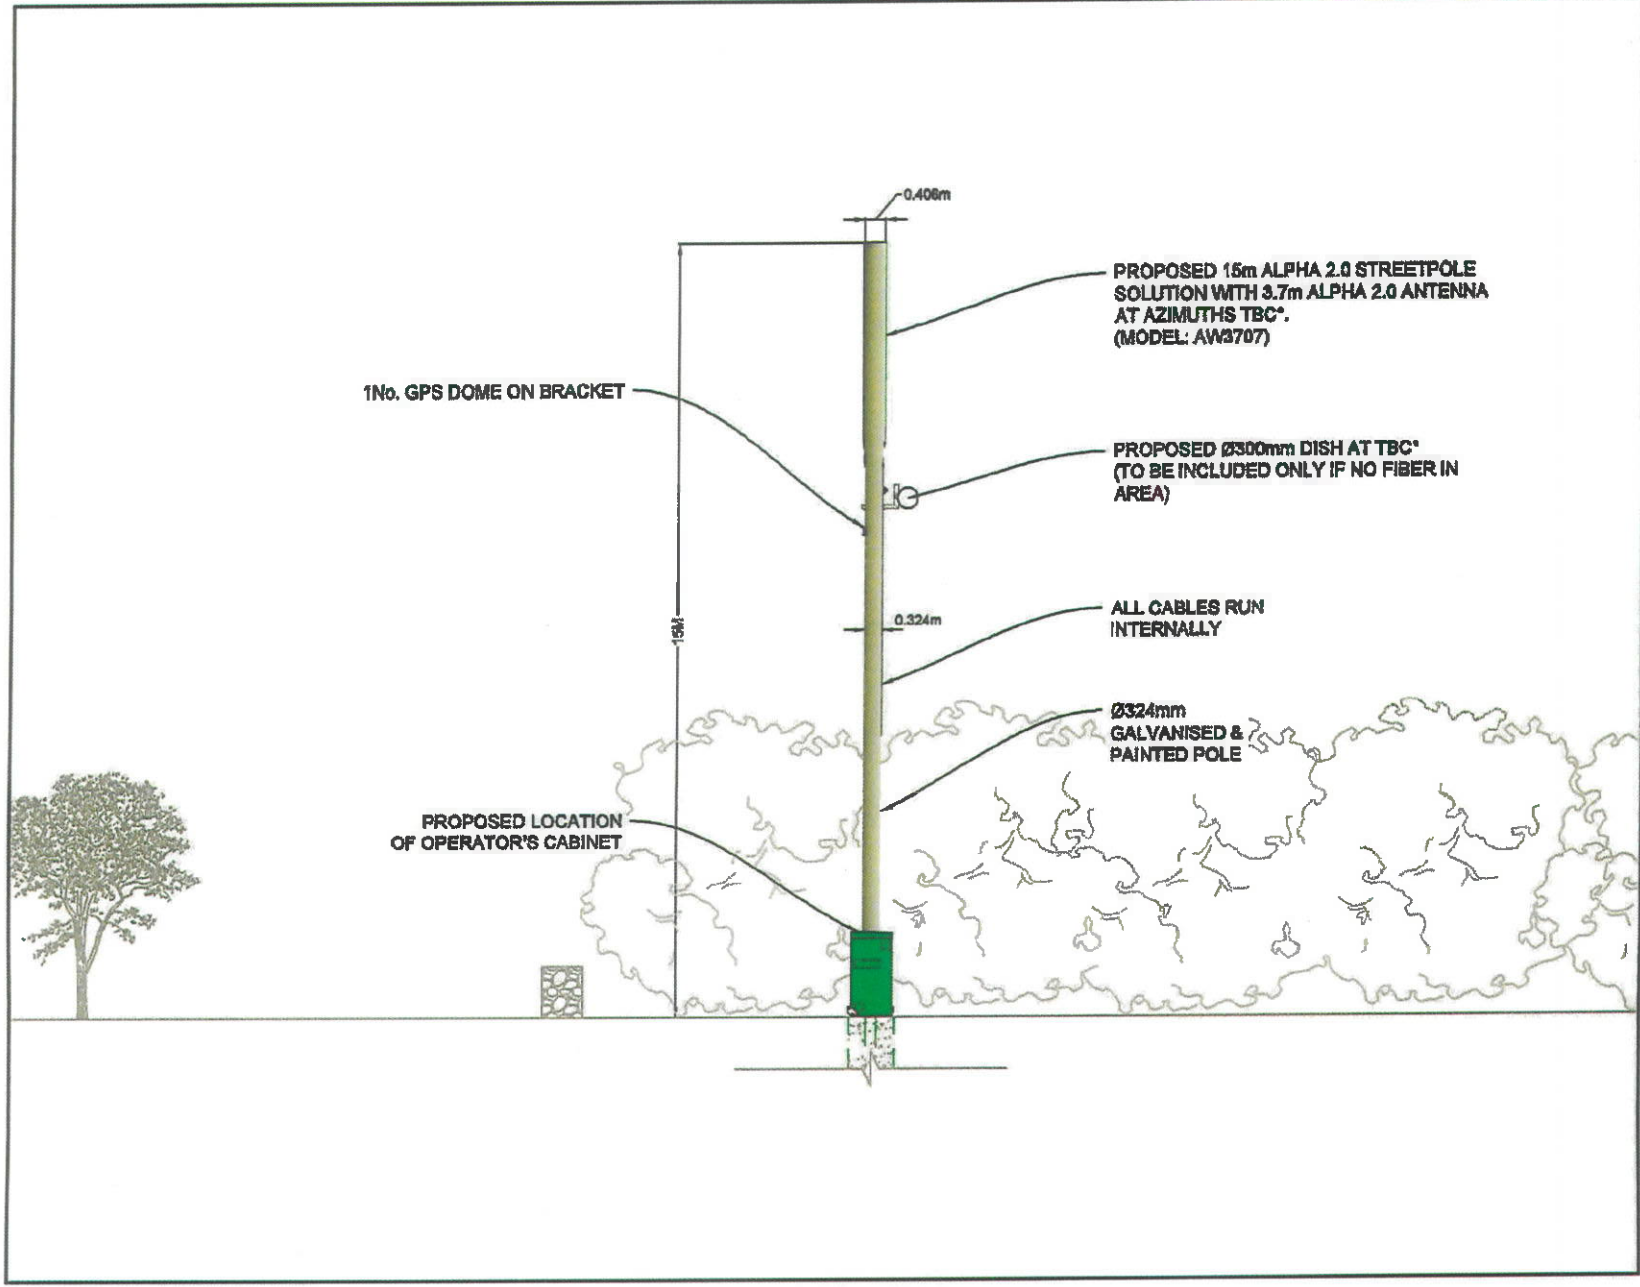 0.406m
PROPOSED 15m ALPHA 2.0 STREETPOLE
SOLUTION WITH 3.7m ALPHA 2.0 ANTENNA
AT AZIMUTHS TBC°.
(MODEL: AW3707)
1No. GPS DOME ON BRACKET
PROPOSED Ø300mm DISH AT TBC°
(TO BE INCLUDED ONLY IF NO FIBER IN
AREA)
15M
0.324m
ALL CABLES RUN
INTERNALLY
Ø324mm
GALVANISED &
PAINTED POLE
PROPOSED LOCATION
OF OPERATOR'S CABINET